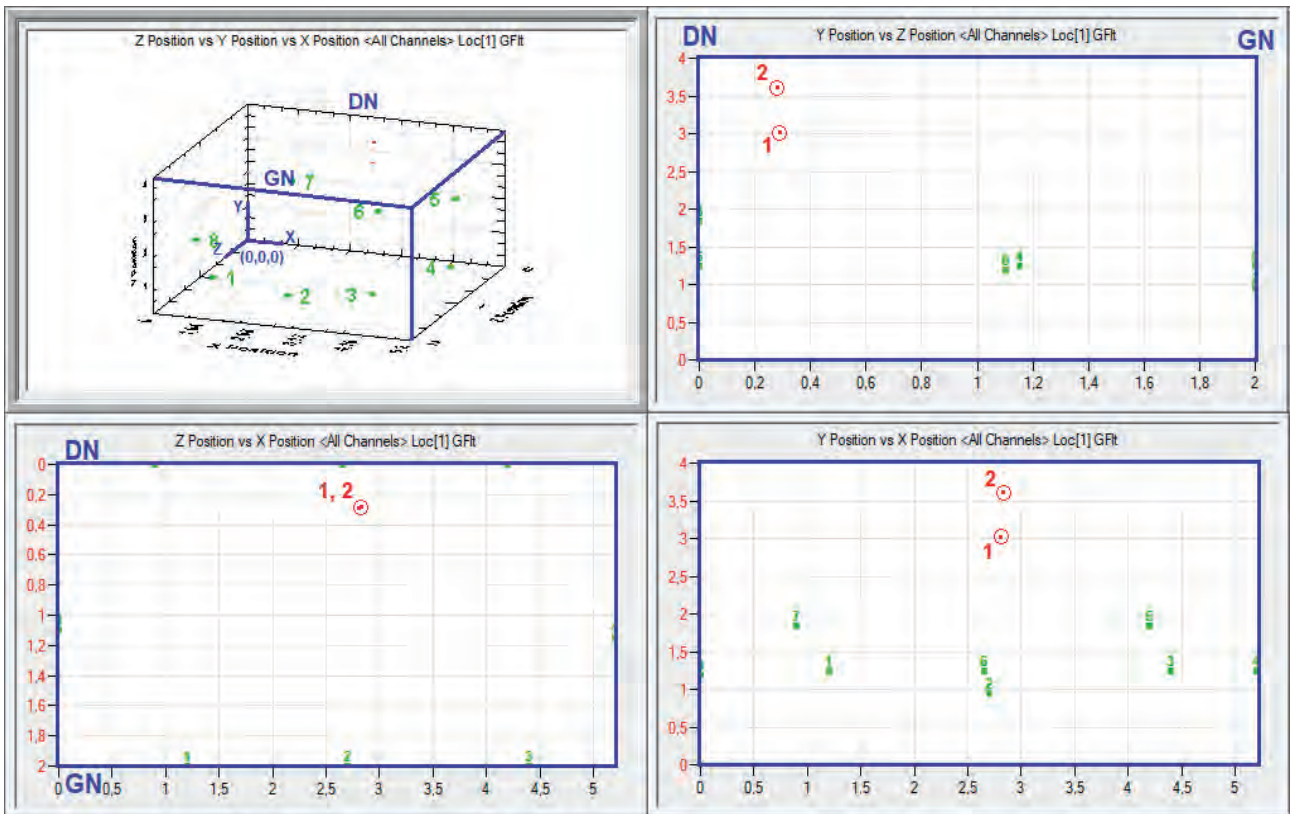 Z Position vs Y Position vs X Position <All Channels> Loc[1] GFlt
DN
GN
7
5
6
Y
8
X
Z
(0,0,0)
4
1
2
3
X Position
DN
Y Position vs Z Position <All Channels> Loc[1] GFlt
GN
4
2
3,5
3
1
2,5
2
1,5
8 4
1
0,5
0
0 0,2 0,4 0,6 0,8 1 1,2 1,4 1,6 1,8 2
DN
Z Position vs X Position <All Channels> Loc[1] GFlt
0
0,2
1, 2
0,4
0,6
0,8
1
1,2
1,4
1,6
1,8
1 2 3
2
GN
0 0,5 1 1,5 2 2,5 3 3,5 4 4,5 5
Y Position vs X Position <All Channels> Loc[1] GFlt
4
2
3,5
3
1
2,5
2
7
1,5
1 6 3 4
1
2
0,5
0
0 0,5 1 1,5 2 2,5 3 3,5 4 4,5 5